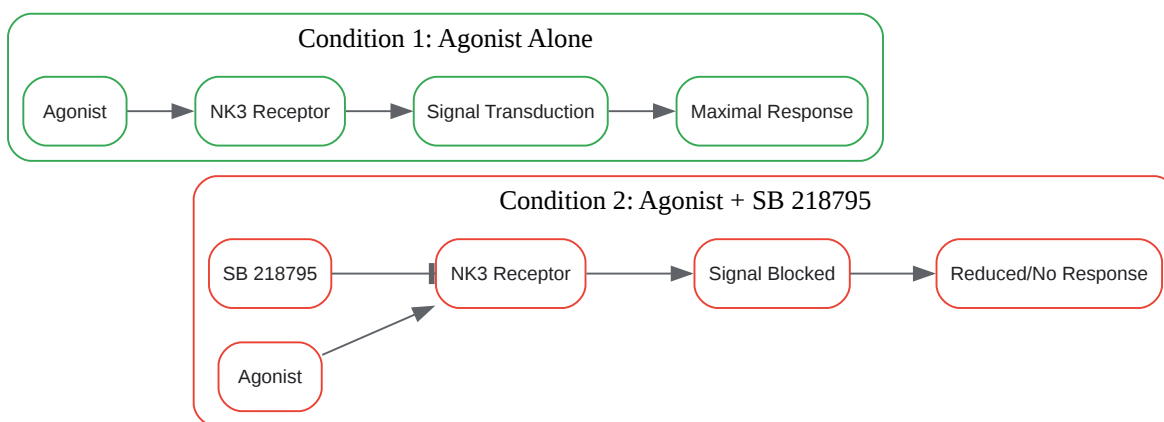 Condition 1: Agonist Alone
Agonist
NK3 Receptor
Signal Transduction
Maximal Response
Condition 2: Agonist + SB 218795
SB 218795
NK3 Receptor
Signal Blocked
Reduced/No Response
Agonist